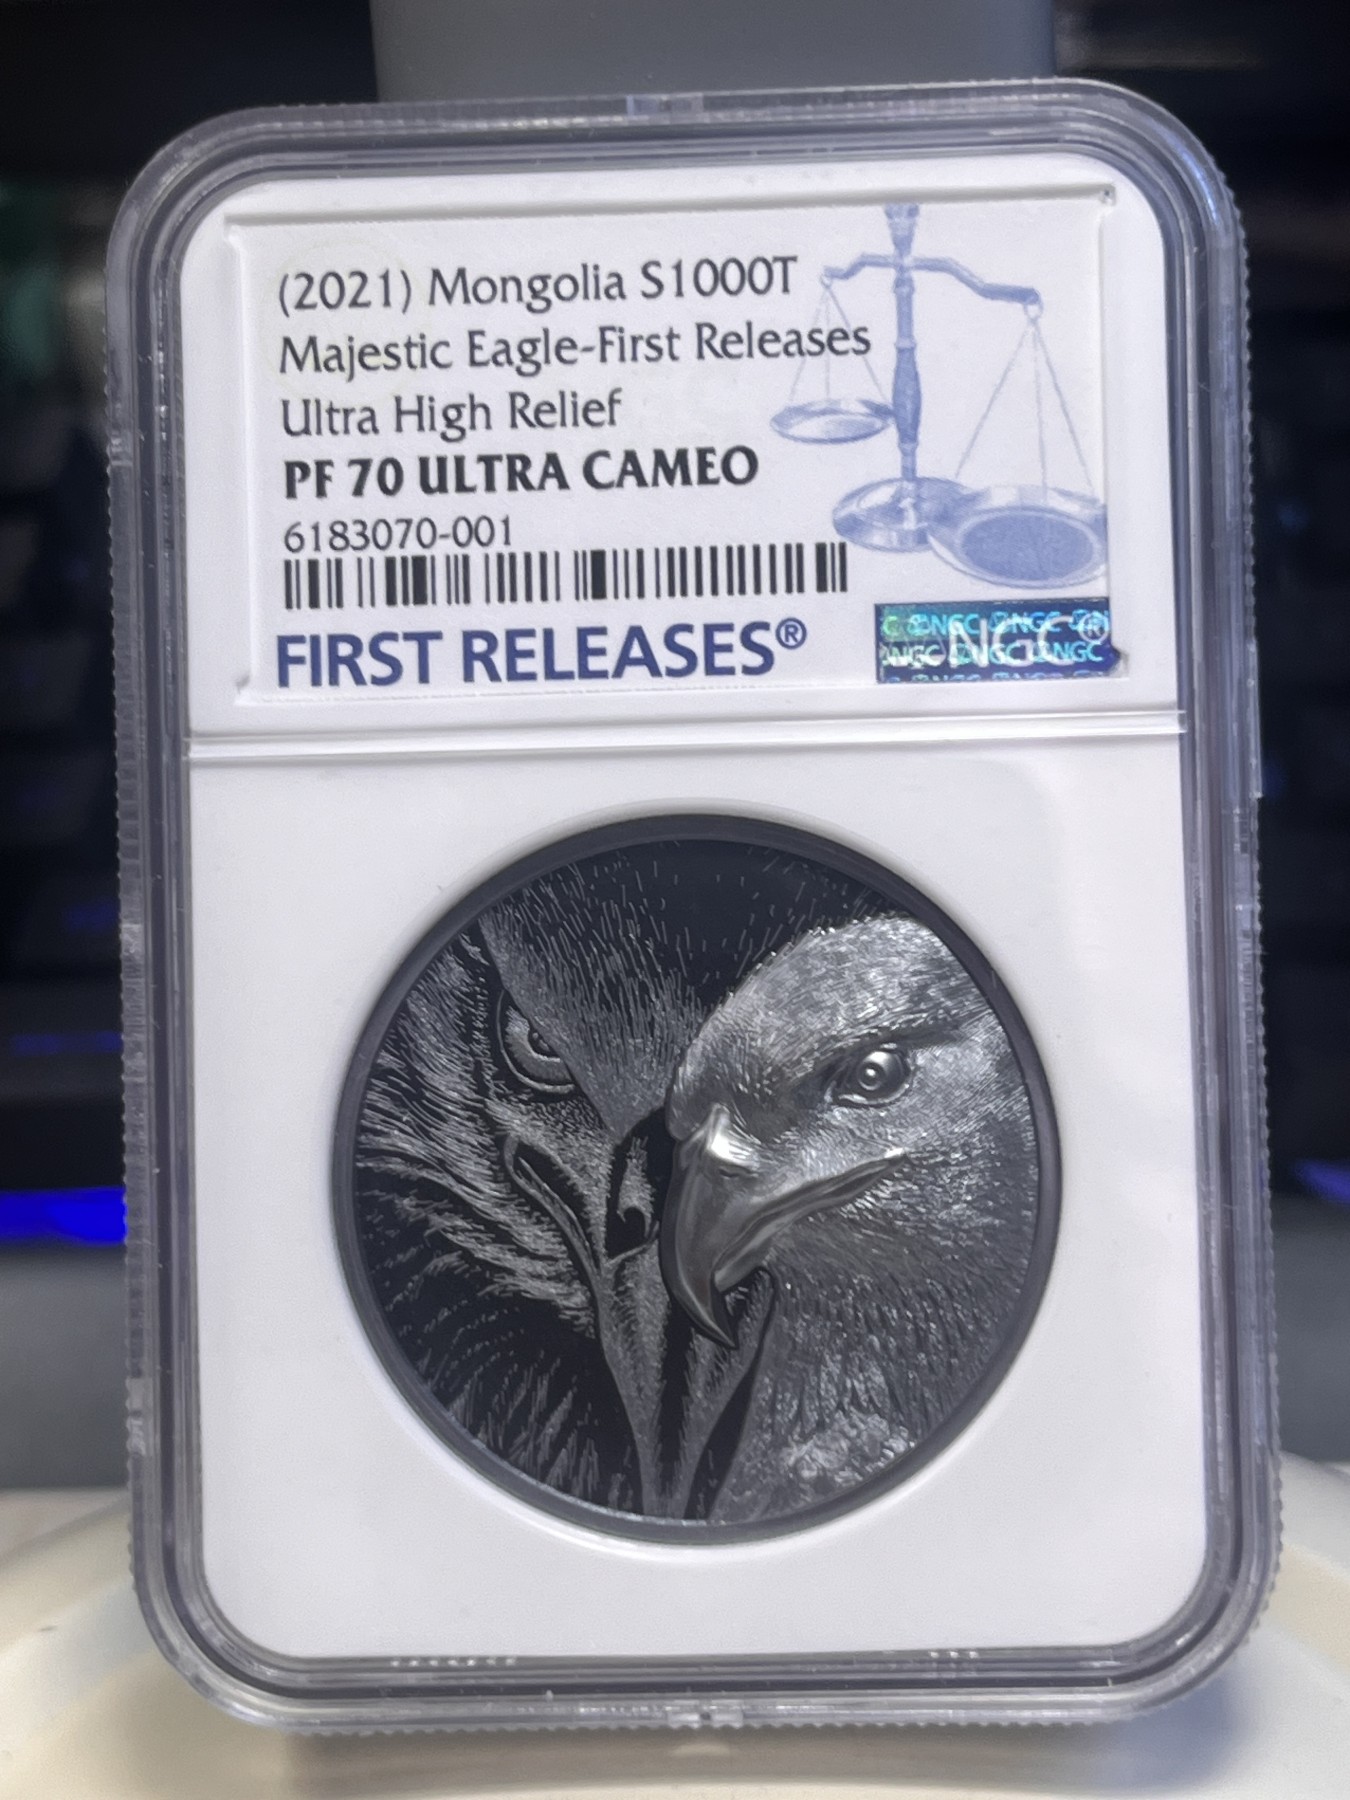 (2021) Mongolia S1000T
Majestic Eagle-First Releases
Ultra High Relief
PF 70 ULTRA CAMEO
6183070-001
FIRST RELEASES®
NGC®